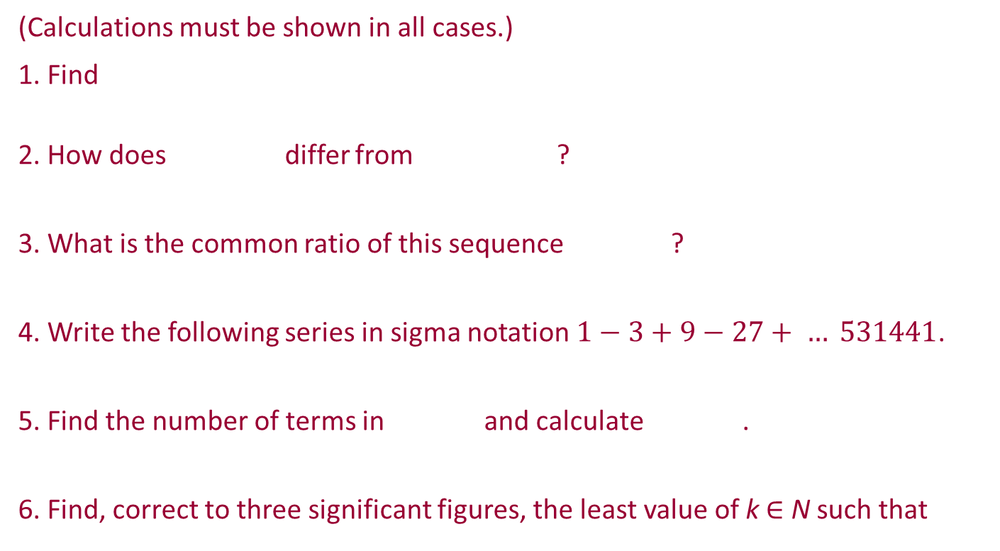 (Calculations must be shown in all cases.)
1. Find
2. How does differ from ?
3. What is the common ratio of this sequence ?
4. Write the following series in sigma notation 1 − 3 + 9 − 27 + … 531441.
5. Find the number of terms in and calculate .
6. Find, correct to three significant figures, the least value of k ∈ N such that